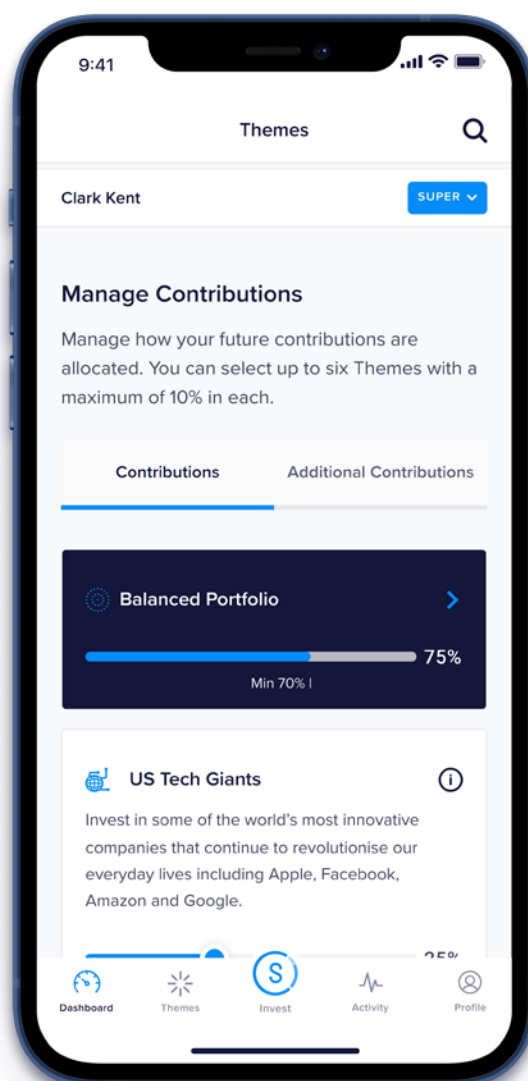 9:41
Themes
Clark Kent
SUPER
Manage Contributions
Manage how your future contributions are
allocated. You can select up to six Themes with a
maximum of 10% in each.
Contributions Additional Contributions
Balanced Portfolio
75%
Min 70% |
US Tech Giants
Invest in some of the world's most innovative
companies that continue to revolutionise our
everyday lives including Apple, Facebook,
Amazon and Google.
25%
S
Dashboard Themes Invest Activity Profile